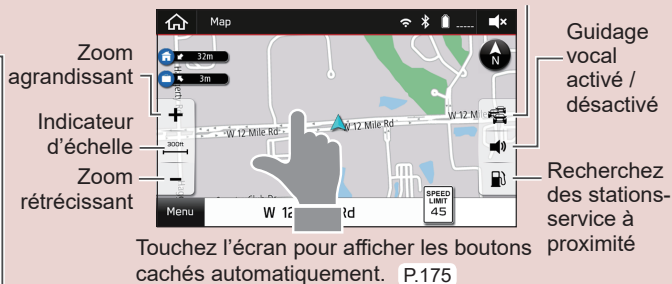 Map
32m
3m
N
Zoom
agrandissant
Indicateur
d'échelle
Zoom
rétrécissant
300ft
W 12 Mile Rd
W 12 Mile Rd
W 12 Mile
SPEED
LIMIT
45
Menu
W 12
Rd
Guidage
vocal
activé /
désactivé
Recherchez
des stations-
service à
proximité
Touchez l'écran pour afficher les boutons
cachés automatiquement. P.175